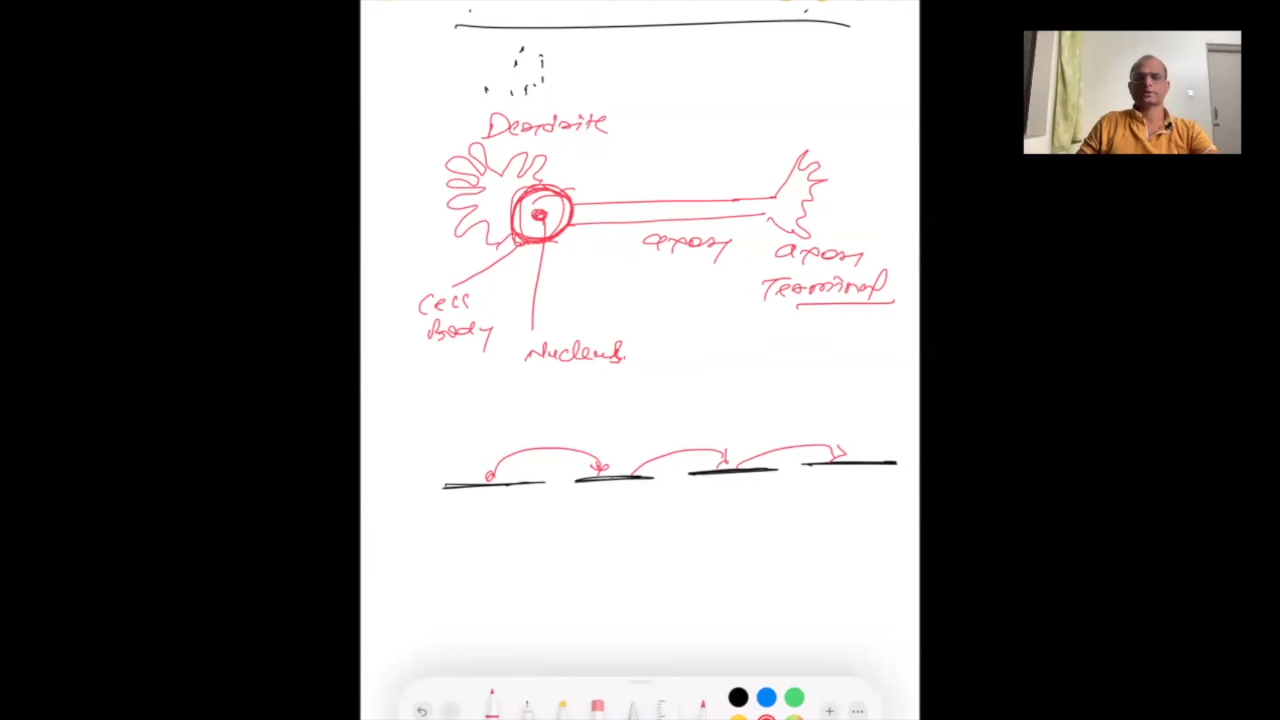 Dendrite
axon
axon
Terminal
Cell
Body
Nucleus